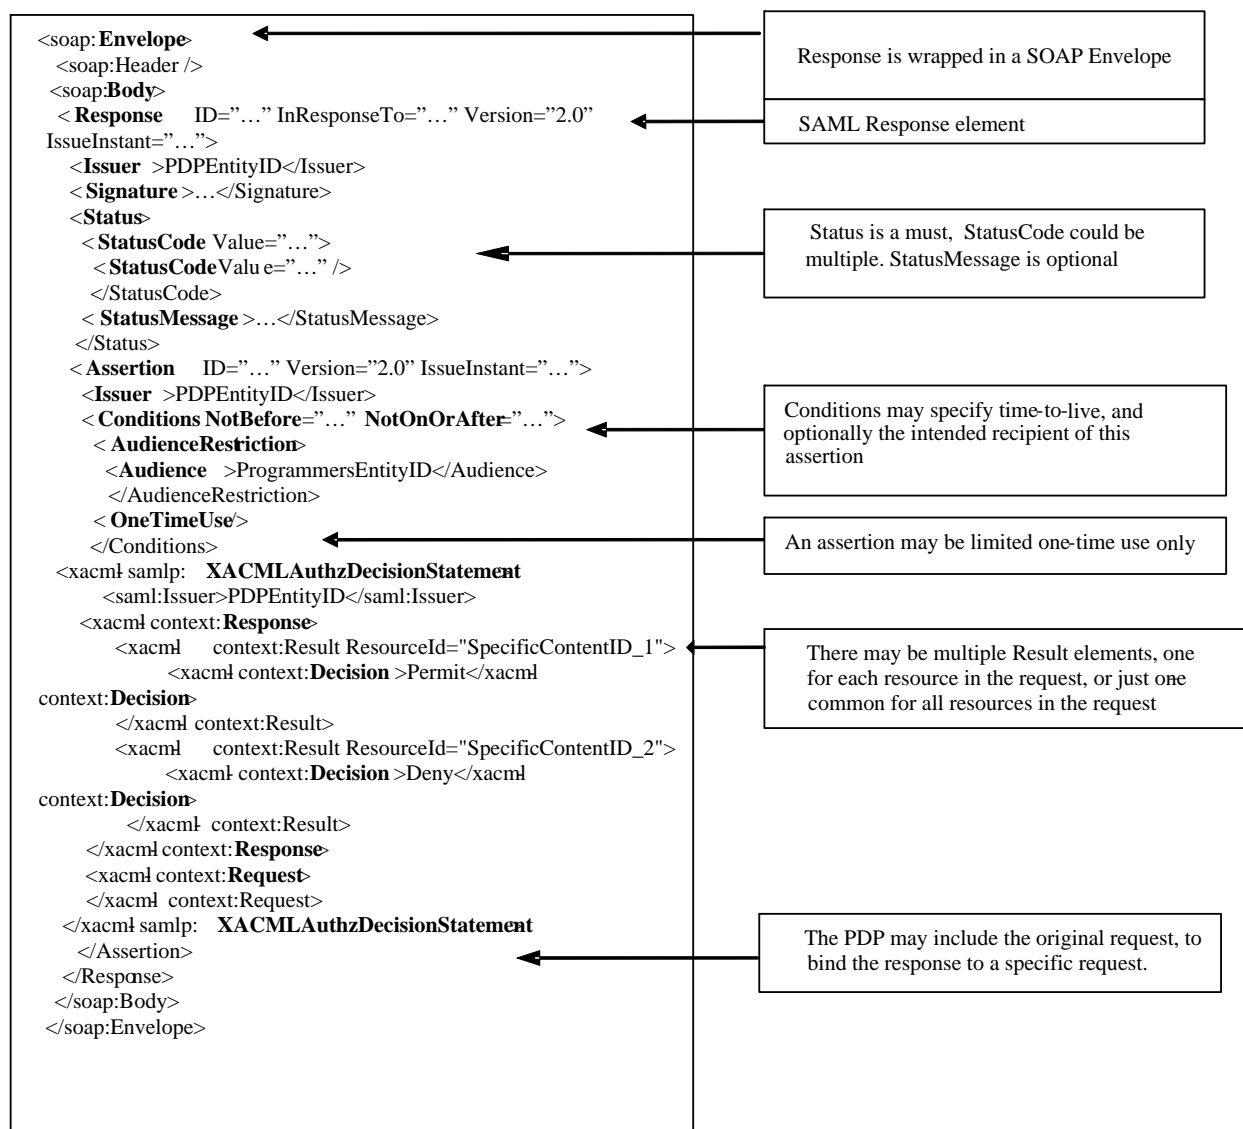 <soap:Envelope>
<soap:Header />
<soap:Body>
< Response ID=”…” InResponseTo=”…” Version=”2.0”
IssueInstant=”…”>
<Issuer >PDPEntityID</Issuer>
< Signature >…</Signature>
<Status>
< StatusCode Value=”…”>
< StatusCodeValu e=”…” />
</StatusCode>
< StatusMessage >…</StatusMessage>
</Status>
< Assertion ID=”…” Version=”2.0” IssueInstant=”…”>
<Issuer >PDPEntityID</Issuer>
< Conditions NotBefore=”…” NotOnOrAfter=”…”>
< AudienceRestriction>
<Audience >ProgrammersEntityID</Audience>
</AudienceRestriction>
< OneTimeUse/>
</Conditions>
<xacml- samlp: XACMLAuthzDecisionStatement>
<saml:Issuer>PDPEntityID</saml:Issuer>
<xacml- context:Response>
<xacml- context:Result ResourceId="SpecificContentID_1">
<xacml- context:Decision >Permit</xacml-
context:Decision>
</xacml- context:Result>
<xacml- context:Result ResourceId="SpecificContentID_2">
<xacml- context:Decision >Deny</xacml-
context:Decision>
</xacml- context:Result>
</xacml-context:Response>
<xacml-context:Request>
</xacml- context:Request>
</xacml- samlp: XACMLAuthzDecisionStatement>
</Assertion>
</Response>
</soap:Body>
</soap:Envelope>
Response is wrapped in a SOAP Envelope
SAML Response element
Status is a must, StatusCode could be
multiple. StatusMessage is optional
Conditions may specify time-to-live, and
optionally the intended recipient of this
assertion
An assertion may be limited one-time use only
There may be multiple Result elements, one
for each resource in the request, or just one
common for all resources in the request
The PDP may include the original request, to
bind the response to a specific request.